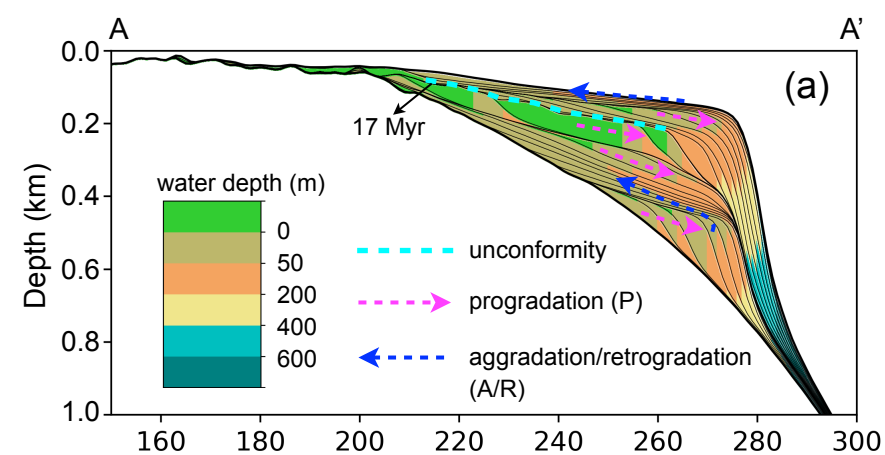 A
A’
0.0
0.2
0.4
0.6
0.8
1.0
Depth (km)
(a)
17 Myr
water depth (m)
0
50
200
400
600
unconformity
progradation (P)
aggradation/retrogradation
(A/R)
160
180
200
220
240
260
280
300